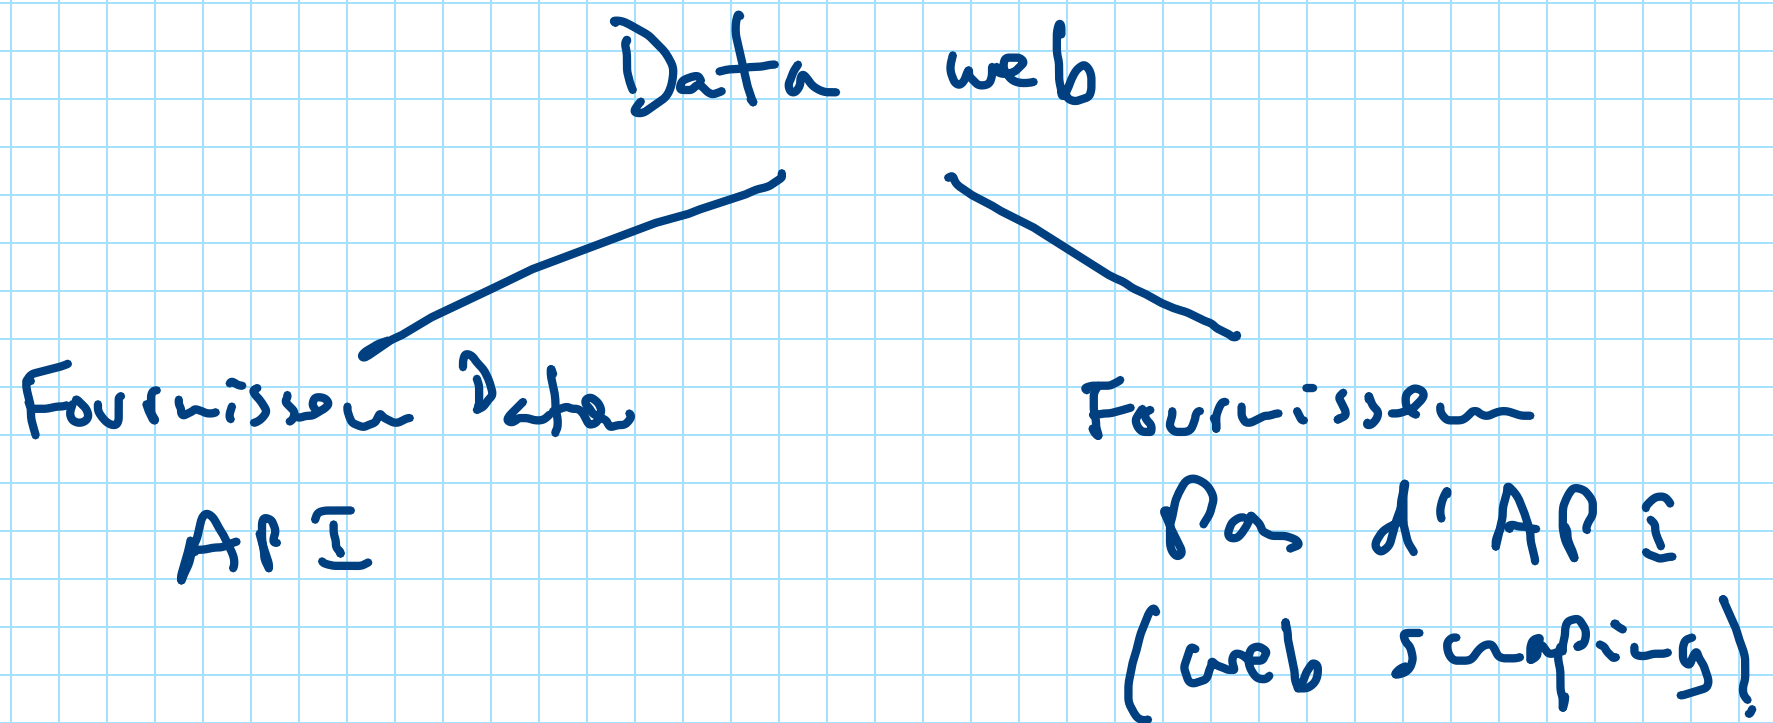 Data web
Fournisseur Data
Fournisseur
API
Pas d'API
(web scraping)